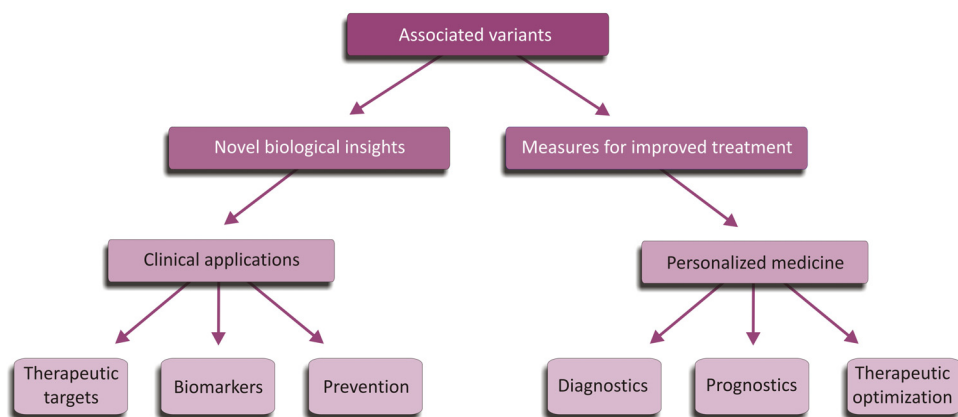 Associated variants
Novel biological insights
Measures for improved treatment
Clinical applications
Personalized medicine
Therapeutic
targets
Biomarkers
Prevention
Diagnostics
Prognostics
Therapeutic
optimization